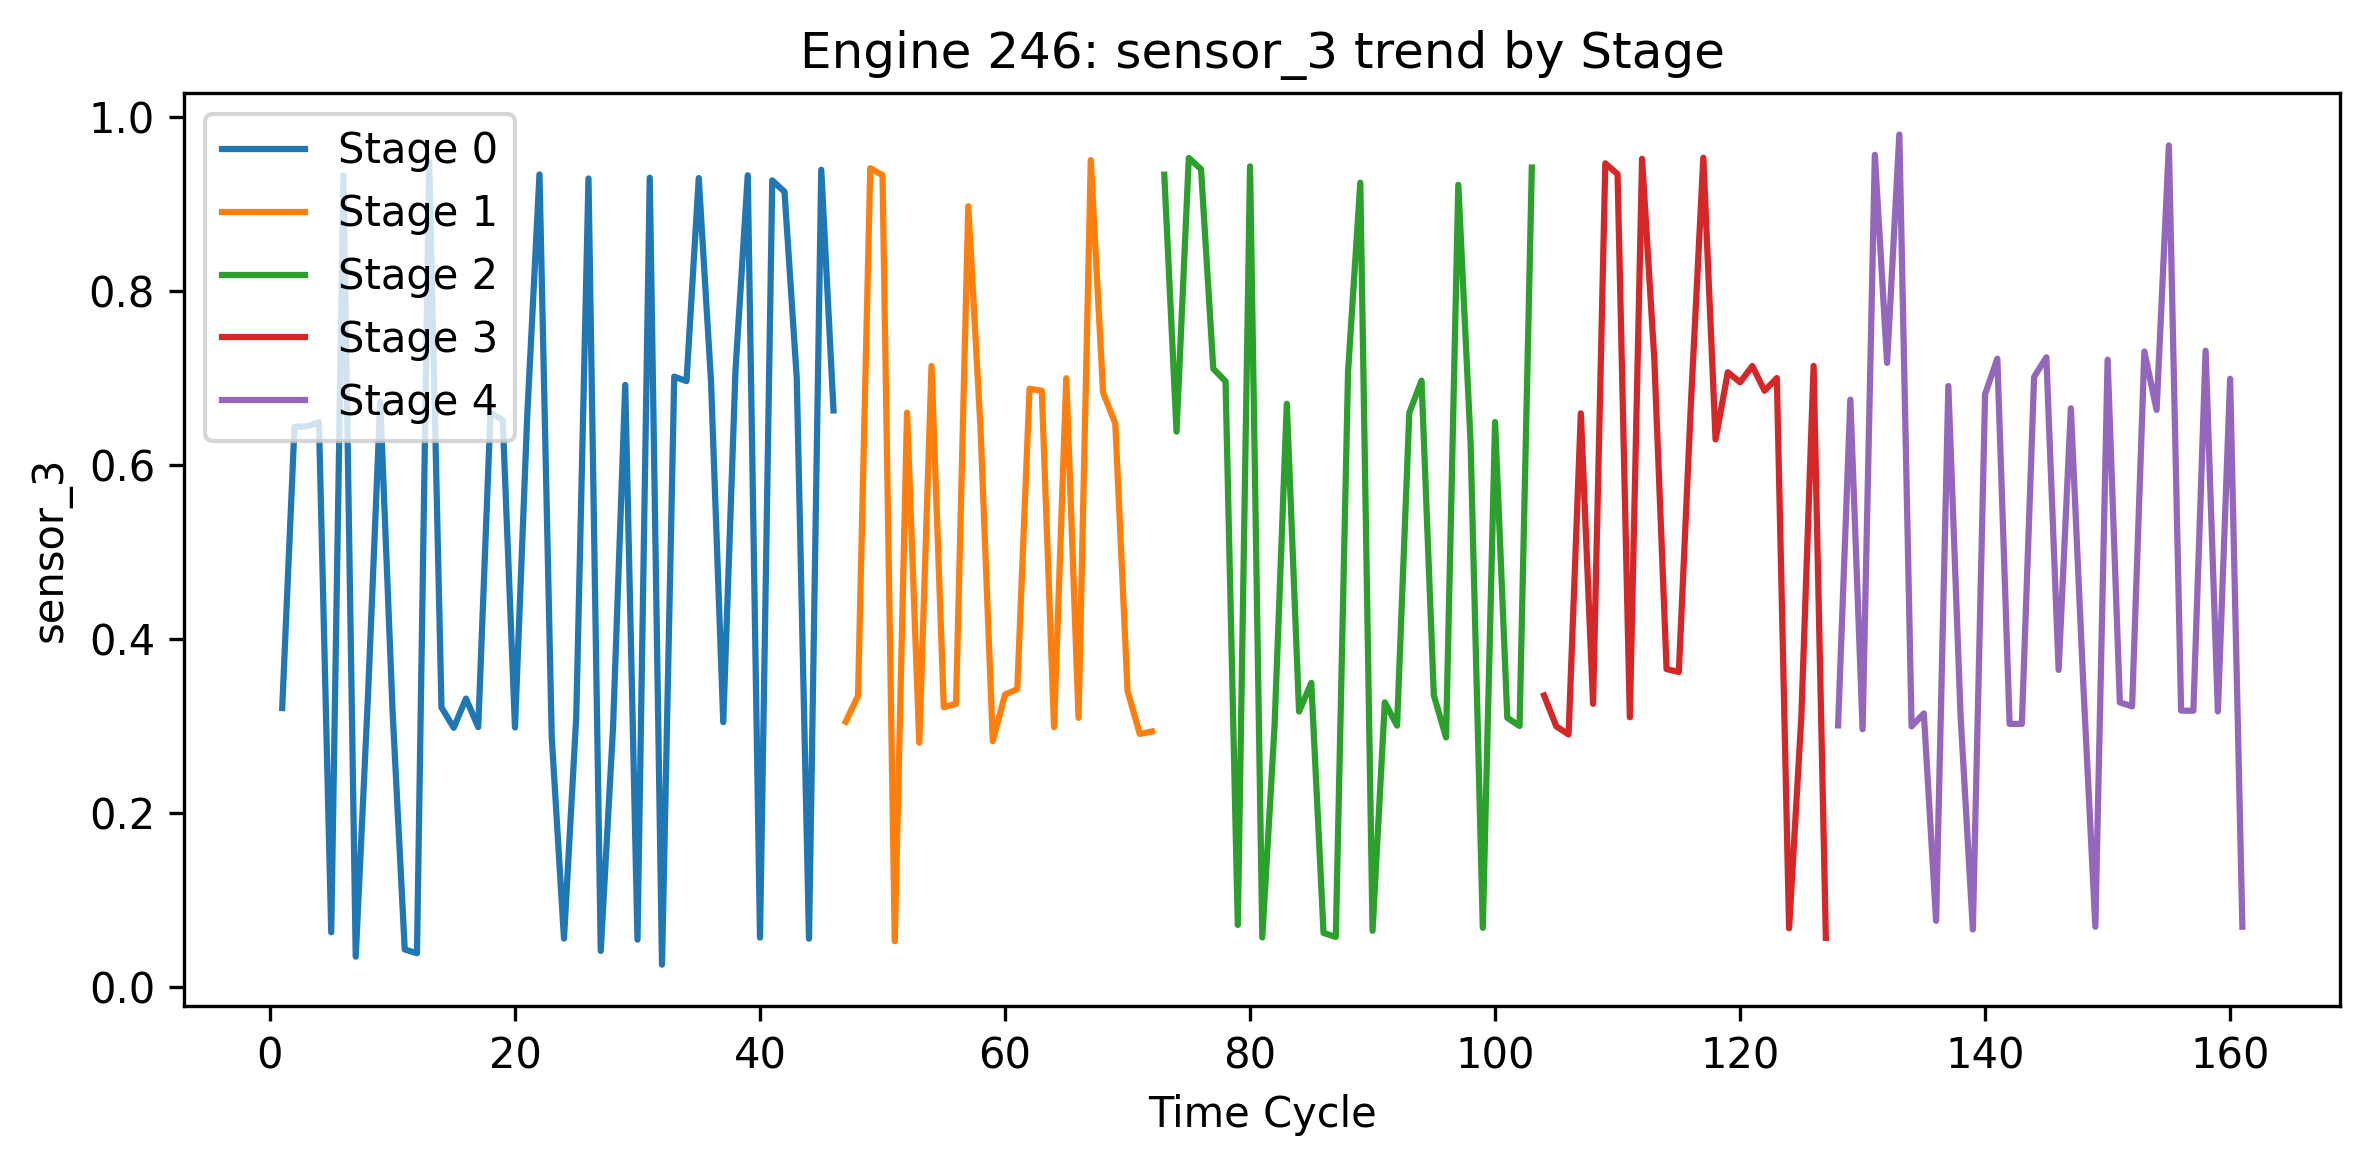 Engine 246: sensor_3 trend by Stage
1.0
0.8
0.6
0.4
0.2
0.0
sensor_3
Stage 0
Stage 1
Stage 2
Stage 3
Stage 4
0 20 40 60 80 100 120 140 160
Time Cycle